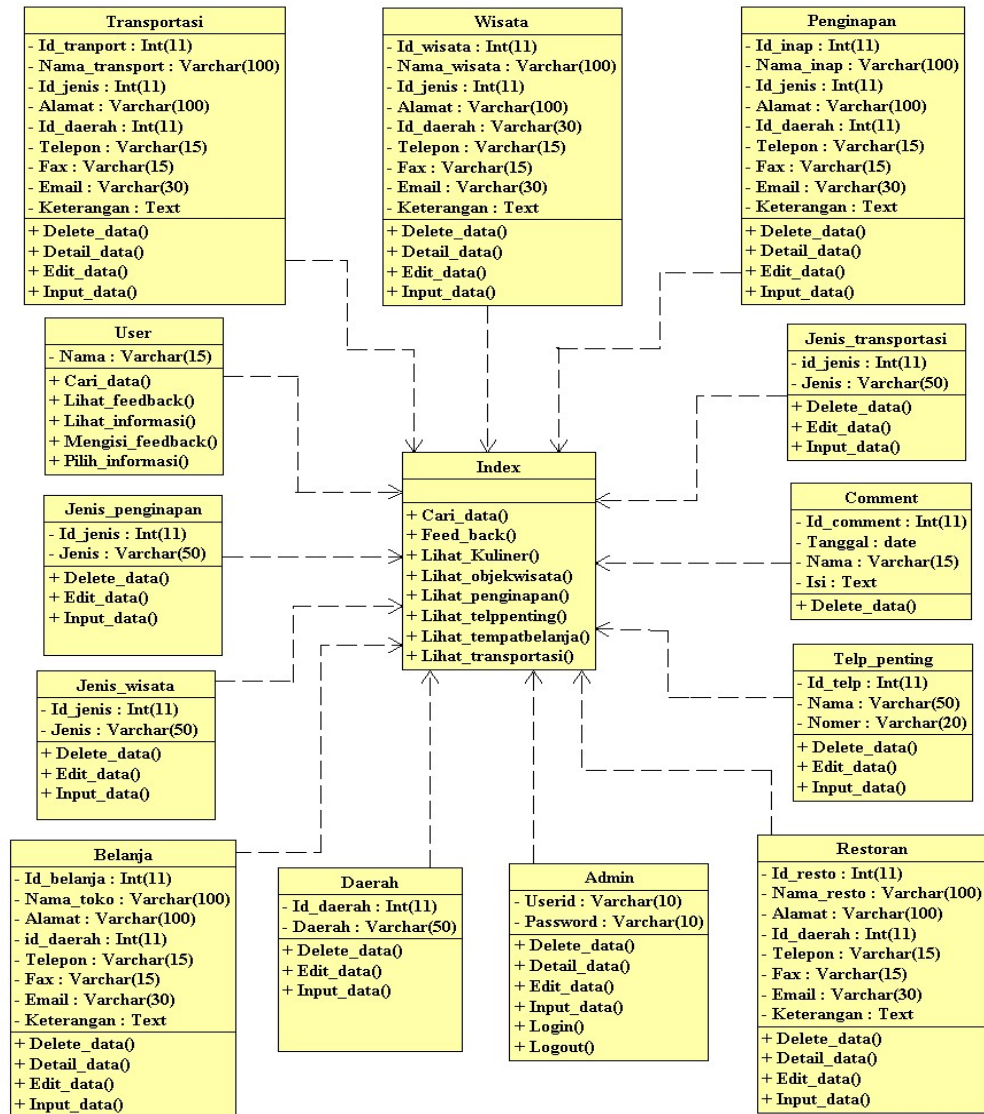 Transportasi
- Id_tranport : Int(11)
- Nama_transport : Varchar(100)
- Id_jenis : Int(11)
- Alamat : Varchar(100)
- Id_daerah : Int(11)
- Telepon : Varchar(15)
- Fax : Varchar(15)
- Email : Varchar(30)
- Keterangan : Text
+ Delete_data()
+ Detail_data()
+ Edit_data()
+ Input_data()
Wisata
- Id_wisata : Int(11)
- Nama_wisata : Varchar(100)
- Id_jenis : Int(11)
- Alamat : Varchar(100)
- Id_daerah : Varchar(30)
- Telepon : Varchar(15)
- Fax : Varchar(15)
- Email : Varchar(30)
- Keterangan : Text
+ Delete_data()
+ Detail_data()
+ Edit_data()
+ Input_data()
Penginapan
- Id_inap : Int(11)
- Nama_inap : Varchar(100)
- Id_jenis : Int(11)
- Alamat : Varchar(100)
- Id_daerah : Int(11)
- Telepon : Varchar(15)
- Fax : Varchar(15)
- Email : Varchar(30)
- Keterangan : Text
+ Delete_data()
+ Detail_data()
+ Edit_data()
+ Input_data()
User
- Nama : Varchar(15)
+ Cari_data()
+ Lihat_feedback()
+ Lihat_informasi()
+ Mengisi_feedback()
+ Pilih_informasi()
Jenis_transportasi
- id_jenis : Int(11)
- Jenis : Varchar(50)
+ Delete_data()
+ Edit_data()
+ Input_data()
Index
+ Cari_data()
+ Feed_back()
+ Lihat_Kuliner()
+ Lihat_objekwisata()
+ Lihat_penginapan()
+ Lihat_telppenting()
+ Lihat_tempatbelanja()
+ Lihat_transportasi()
Jenis_penginapan
- Id_jenis : Int(11)
- Jenis : Varchar(50)
+ Delete_data()
+ Edit_data()
+ Input_data()
Comment
- Id_comment : Int(11)
- Tanggal : date
- Nama : Varchar(15)
- Isi : Text
+ Delete_data()
Jenis_wisata
- Id_jenis : Int(11)
- Jenis : Varchar(50)
+ Delete_data()
+ Edit_data()
+ Input_data()
Telp_penting
- Id_telp : Int(11)
- Nama : Varchar(50)
- Nomer : Varchar(20)
+ Delete_data()
+ Edit_data()
+ Input_data()
Belanja
- Id_belanja : Int(11)
- Nama_toko : Varchar(100)
- Alamat : Varchar(100)
- id_daerah : Int(11)
- Telepon : Varchar(15)
- Fax : Varchar(15)
- Email : Varchar(30)
- Keterangan : Text
+ Delete_data()
+ Detail_data()
+ Edit_data()
+ Input_data()
Daerah
- Id_daerah : Int(11)
- Daerah : Varchar(50)
+ Delete_data()
+ Edit_data()
+ Input_data()
Admin
- Userid : Varchar(10)
- Password : Varchar(10)
+ Delete_data()
+ Detail_data()
+ Edit_data()
+ Input_data()
+ Login()
+ Logout()
Restoran
- Id_resto : Int(11)
- Nama_resto : Varchar(100)
- Alamat : Varchar(100)
- Id_daerah : Int(11)
- Telepon : Varchar(15)
- Fax : Varchar(15)
- Email : Varchar(30)
- Keterangan : Text
+ Delete_data()
+ Detail_data()
+ Edit_data()
+ Input_data()